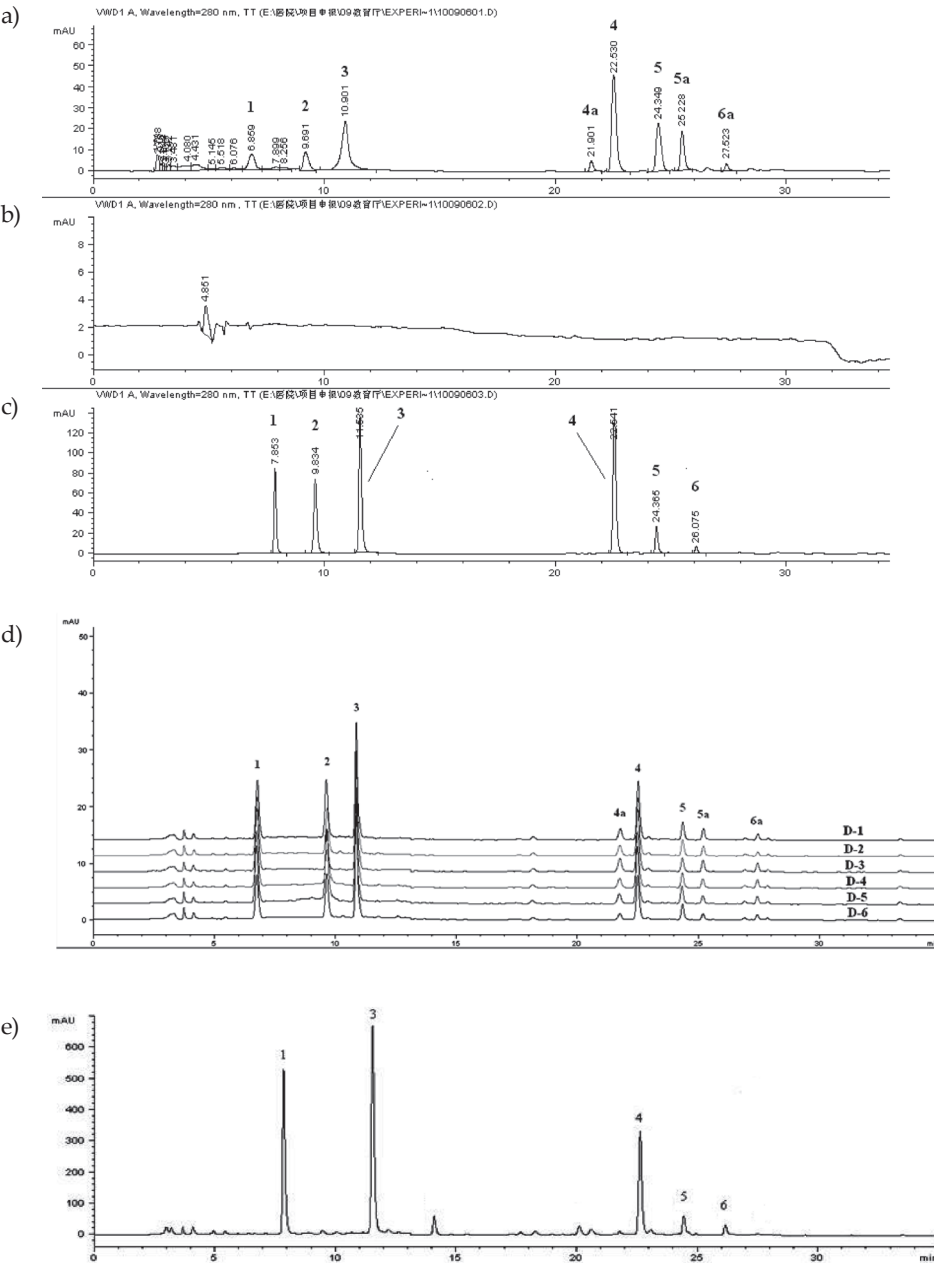 a)
VWD1 A, Wavelength=280 nm, TT (E:\医院\项目申报\09教育厅\EXPERI~1\10090601.D)
mAU
60
50
40
30
20
10
0
3.481
4.080
4.431
5.145
5.518
6.076
1
6.859
7.899
8.256
2
9.691
3
10.901
4a
21.901
4
22.530
5
24.349
5a
25.228
6a
27.523
0 10 20 30
b)
VWD1 A, Wavelength=280 nm, TT (E:\医院\项目申报\09教育厅\EXPERI~1\10090602.D)
mAU
8
6
4
2
0
4.851
0 10 20 30
c)
VWD1 A, Wavelength=280 nm, TT (E:\医院\项目申报\09教育厅\EXPERI~1\10090603.D)
mAU
120
100
80
60
40
20
0
1
7.853
2
9.834
3
4
5
24.365
6
26.075
0 10 20 30
d)
mAU
50
40
30
20
10
0
1 2 3 4a 4 5 5a 6a
D-1
D-2
D-3
D-4
D-5
D-6
0 5 10 15 20 25 30
e)
mAU
600
500
400
300
200
100
0
1 3 4 5 6
0 5 10 15 20 25 30 min